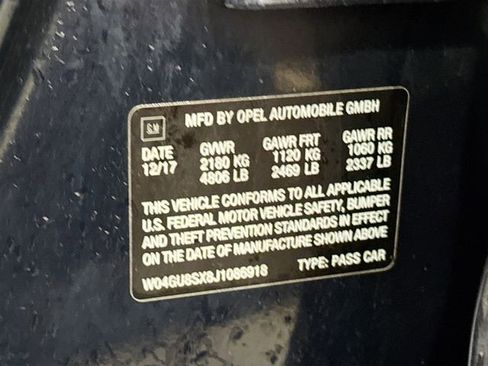 GM
MFD BY OPEL AUTOMOBILE GMBH
DATE GVWR GAWR FRT GAWR RR
12/17 2180 KG 1120 KG 1060 KG
4806 LB 2469 LB 2337 LB
THIS VEHICLE CONFORMS TO ALL APPLICABLE
U.S. FEDERAL MOTOR VEHICLE SAFETY, BUMPER
AND THEFT PREVENTION STANDARDS IN EFFECT
ON THE DATE OF MANUFACTURE SHOWN ABOVE
W04GU8SX8J1086918 TYPE: PASS CAR